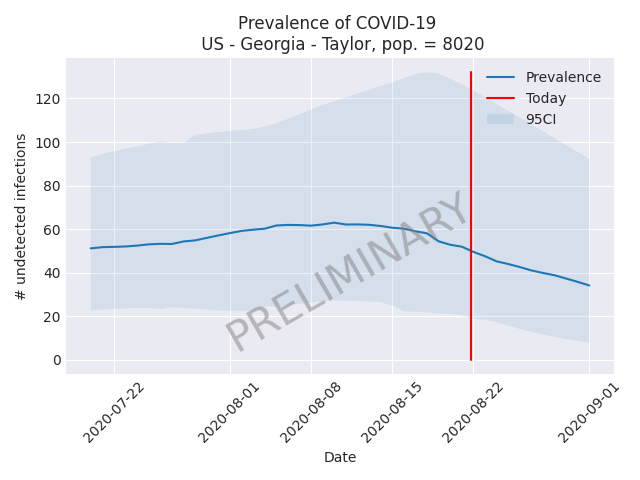 Prevalence of COVID-19
US - Georgia - Taylor, pop. = 8020
Prevalence
Today
95CI
# undetected infections
120
100
80
60
40
20
0
PRELIMINARY
2020-07-22
2020-08-01
2020-08-08
2020-08-15
2020-08-22
2020-09-01
Date